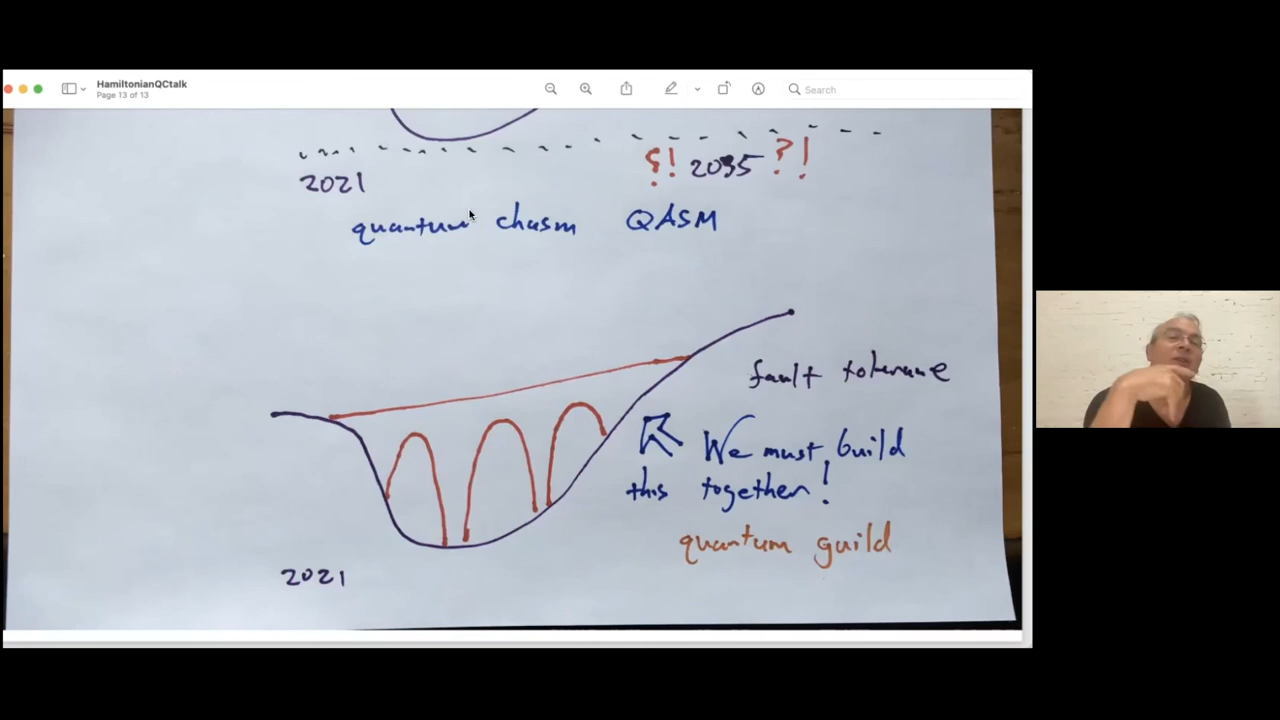 HamiltonianQCtalk
Page 13 of 13
Search
?! 2035 ?!
2021
quantum chasm QASM
fault tolerance
We must build
this together!
quantum guild
2021